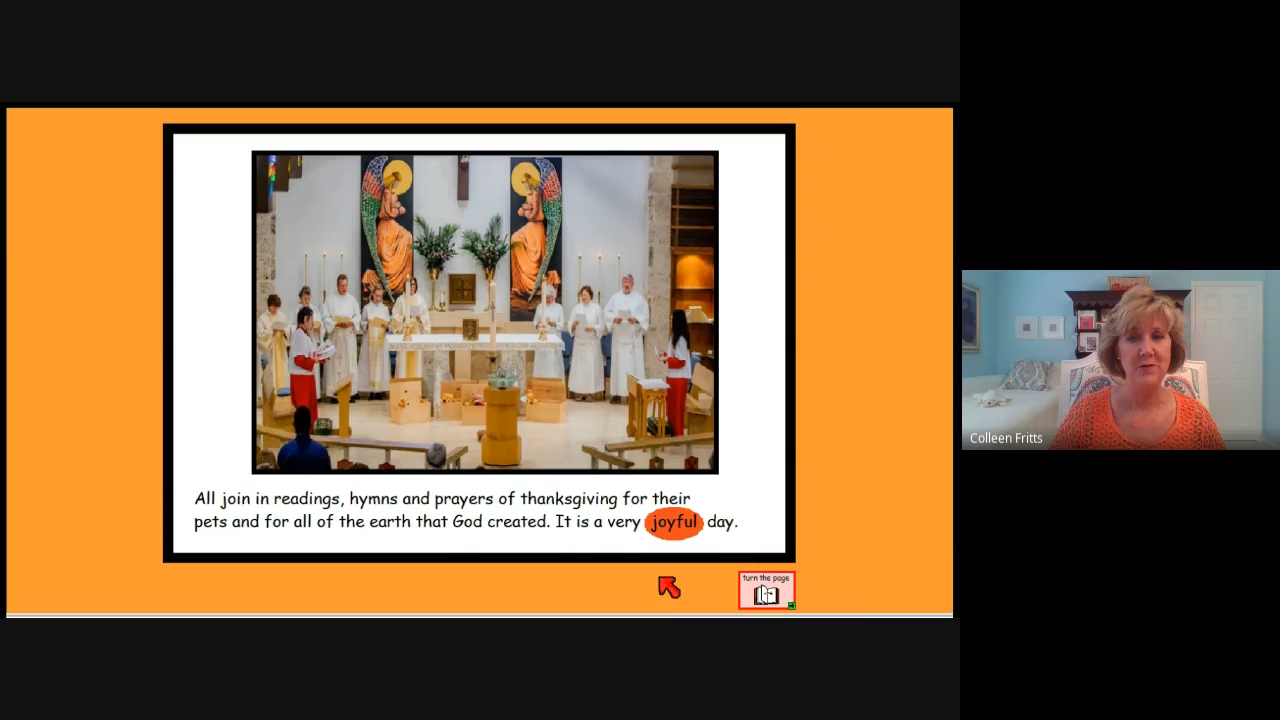 All join in readings, hymns and prayers of thanksgiving for their
pets and for all of the earth that God created. It is a very joyful day.
turn the page
Colleen Fritts